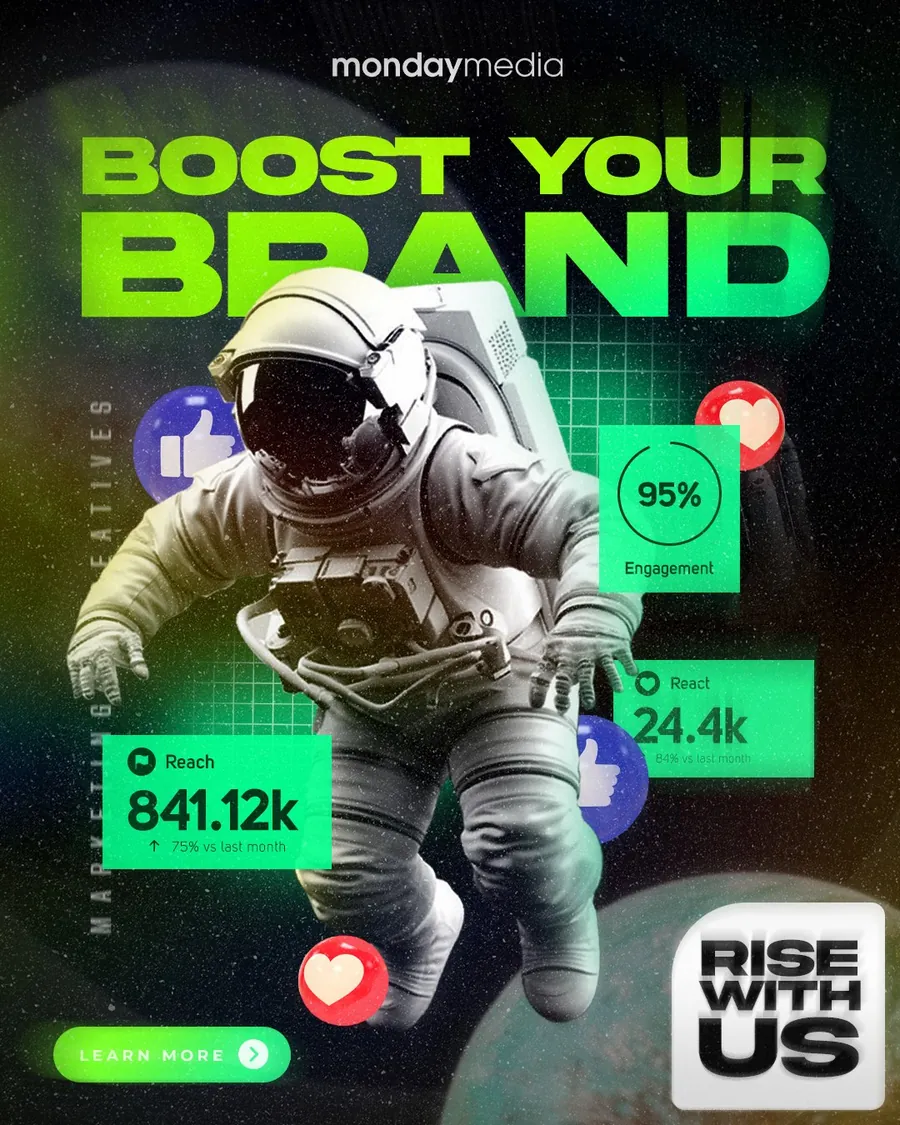 mondaymedia
BOOST YOUR
BRAND
95%
Engagement
React
24.4k
84% vs last month
Reach
841.12k
75% vs last month
MARKETING
RISE
WITH
US
LEARN MORE